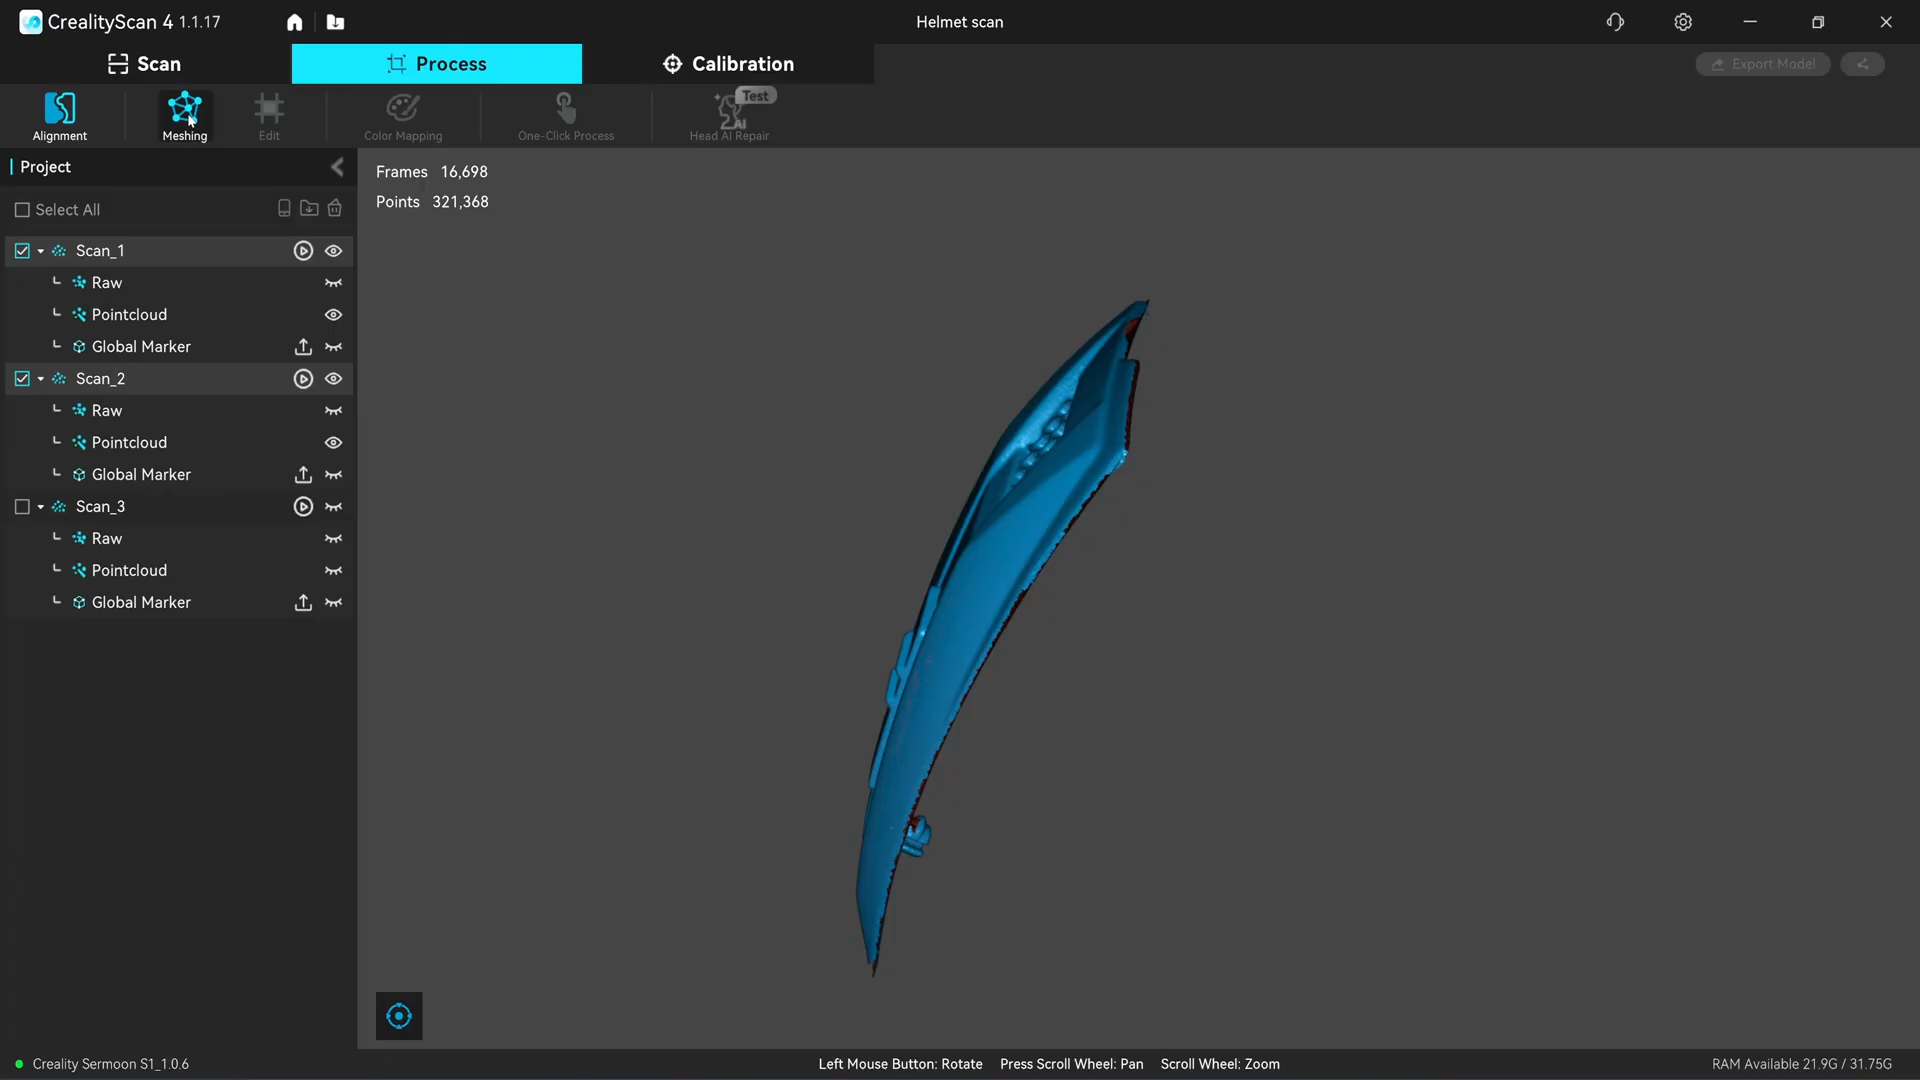 CrealityScan 4 1.1.17
Helmet scan
Scan
Process
Calibration
Export Model
Alignment
Meshing
Edit
Color Mapping
One-Click Process
Test
AI
Head AI Repair
Project
Select All
Scan_1
Raw
Pointcloud
Global Marker
Scan_2
Raw
Pointcloud
Global Marker
Scan_3
Raw
Pointcloud
Global Marker
Frames 16,698
Points 321,368
Creality Sermoon S1_1.0.6
Left Mouse Button: Rotate Press Scroll Wheel: Pan Scroll Wheel: Zoom
RAM Available 21.9G / 31.75G